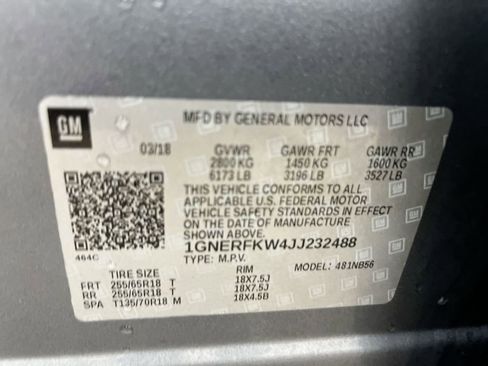 GM
MFD BY GENERAL MOTORS LLC
03/18 GVWR GAWR FRT GAWR RR
2800 KG 1450 KG 1600 KG
6173 LB 3196 LB 3527 LB
THIS VEHICLE CONFORMS TO ALL
APPLICABLE U.S. FEDERAL MOTOR
VEHICLE SAFETY STANDARDS IN EFFECT
ON THE DATE OF MANUFACTURE
SHOWN ABOVE.
1GNERFKW4JJ232488
464C TYPE: M.P.V. MODEL: 481NB56
TIRE SIZE RIM
FRT 255/65R18 T 18X7.5J
RR 255/65R18 T 18X7.5J
SPA T135/70R18 M 18X4.5B